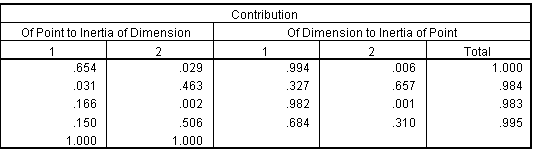 Contribution
Of Point to Inertia of Dimension Of Dimension to Inertia of Point
1 2 1 2 Total
.654 .029 .994 .006 1.000
.031 .463 .327 .657 .984
.166 .002 .982 .001 .983
.150 .506 .684 .310 .995
1.000 1.000